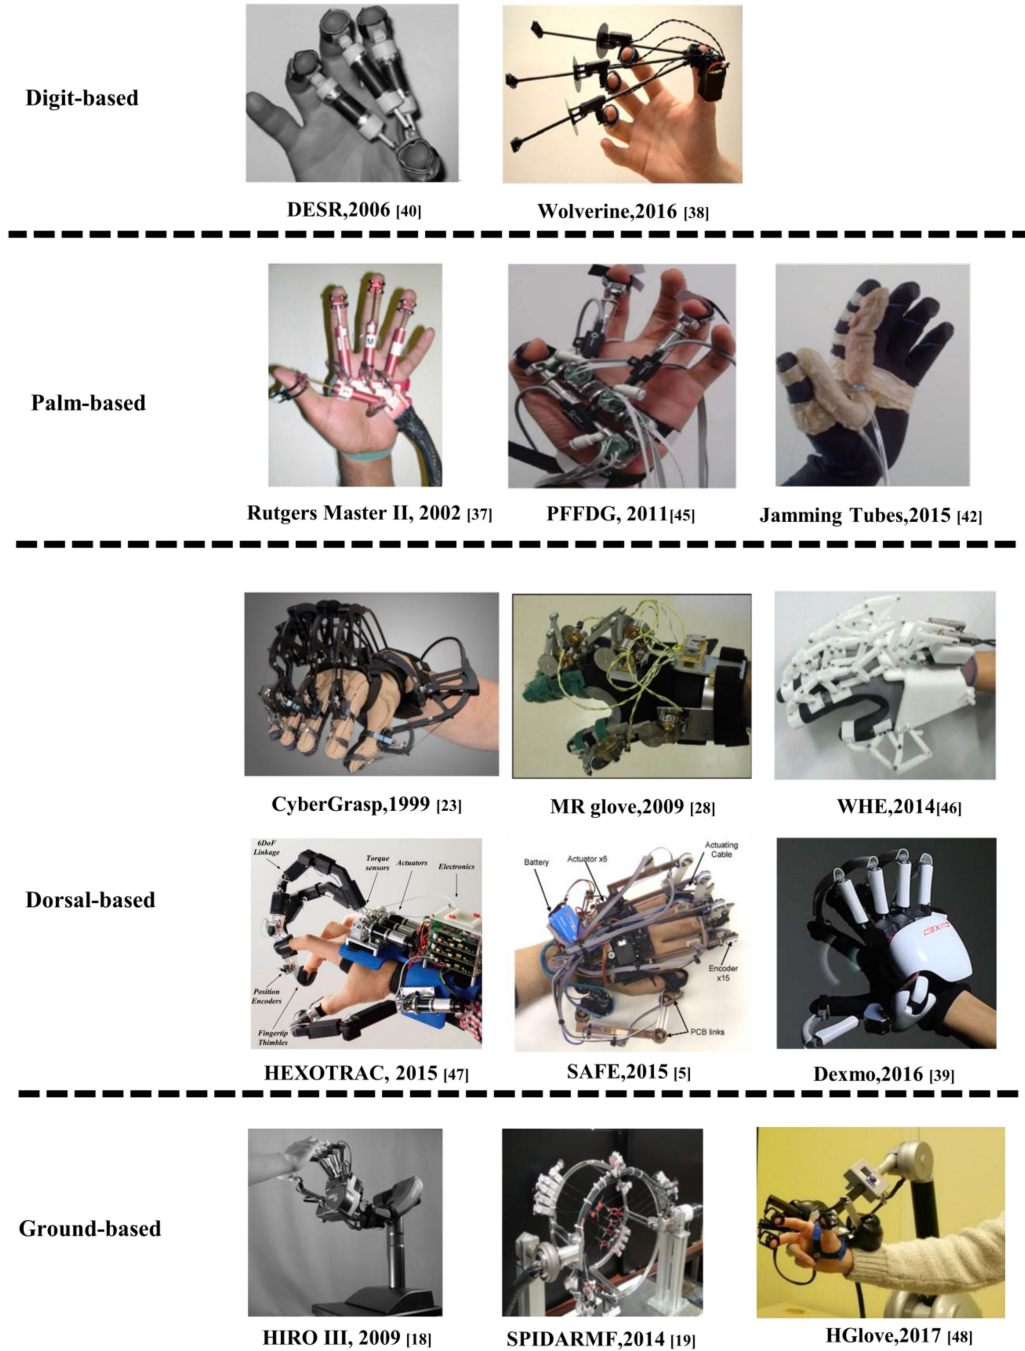 Digit-based
DESR,2006 [40]
Wolverine,2016 [38]
Palm-based
M
Rutgers Master II, 2002 [37]
PFFDG, 2011[45]
Jamming Tubes,2015 [42]
CyberGrasp,1999 [23]
MR glove,2009 [28]
WHE,2014[46]
Dorsal-based
6DoF
Linkage
Torque
sensors
Actuators
Electronics
Position
Encoders
Fingertip
Thimbles
Battery
Actuator x8
Actuating
Cable
Encoder
x15
PCB links
DEXMO
HEXOTRAC, 2015 [47]
SAFE,2015 [5]
Dexmo,2016 [39]
Ground-based
HIRO III, 2009 [18]
SPIDARMF,2014 [19]
HGlove,2017 [48]